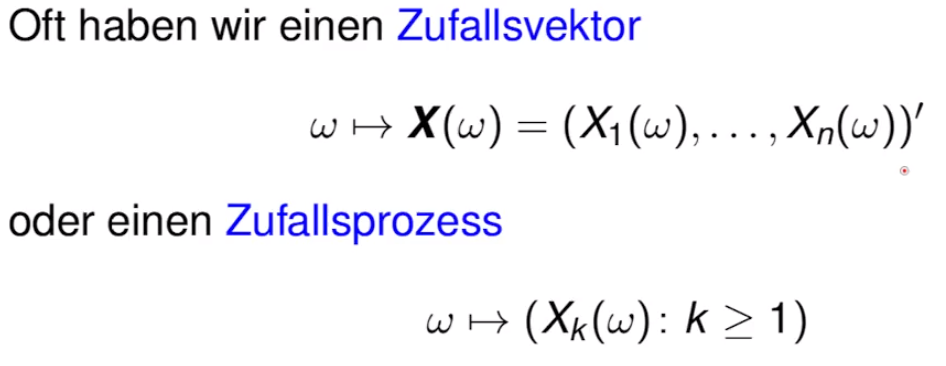 Oft haben wir einen Zufallsvektor
ω ↦ X(ω) = (X₁(ω), . . . , Xₙ(ω))′
oder einen Zufallsprozess
ω ↦ (Xₖ(ω): k ≥ 1)